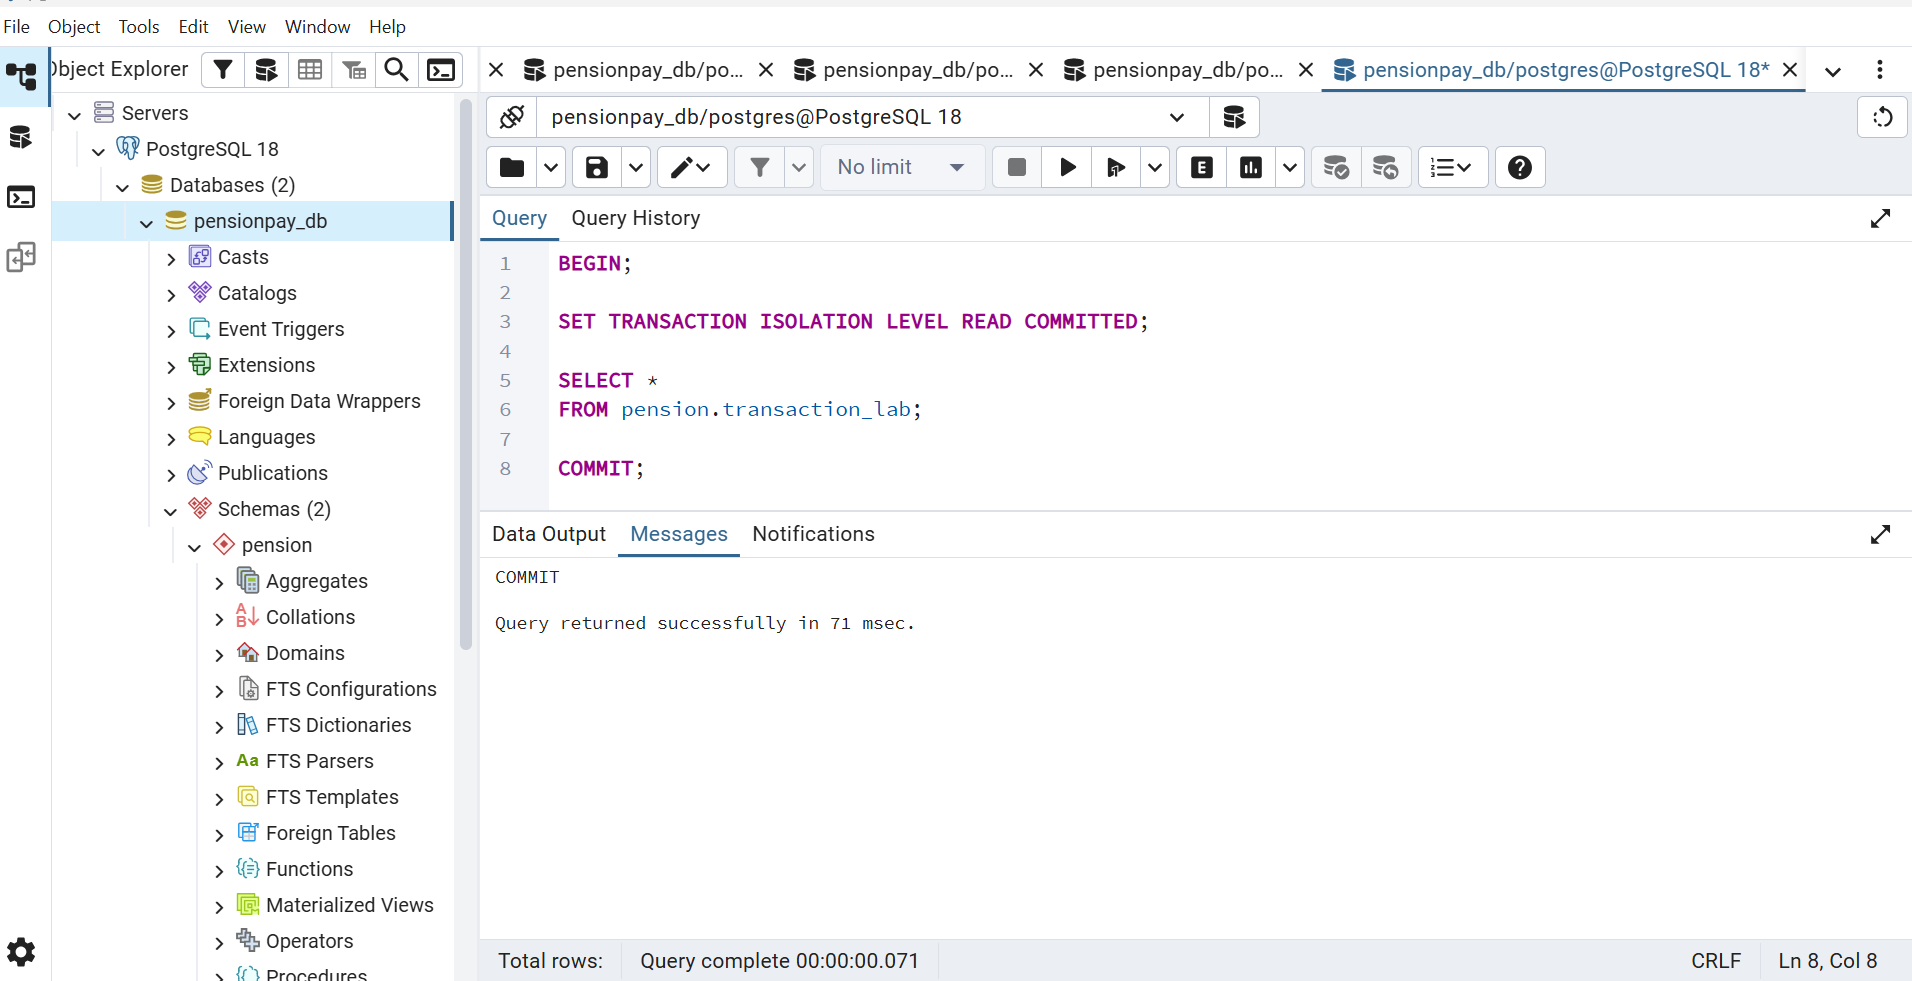 File Object Tools Edit View Window Help
Object Explorer
pensionpay_db/po...
pensionpay_db/po...
pensionpay_db/po...
pensionpay_db/postgres@PostgreSQL 18*
Servers
PostgreSQL 18
Databases (2)
pensionpay_db
Casts
Catalogs
Event Triggers
Extensions
Foreign Data Wrappers
Languages
Publications
Schemas (2)
pension
Aggregates
Collations
Domains
FTS Configurations
FTS Dictionaries
Aa FTS Parsers
FTS Templates
Foreign Tables
Functions
Materialized Views
Operators
Procedures
pensionpay_db/postgres@PostgreSQL 18
No limit
E
Query Query History
1 BEGIN;
2
3 SET TRANSACTION ISOLATION LEVEL READ COMMITTED;
4
5 SELECT *
6 FROM pension.transaction_lab;
7
8 COMMIT;
Data Output Messages Notifications
COMMIT
Query returned successfully in 71 msec.
Total rows: Query complete 00:00:00.071 CRLF Ln 8, Col 8